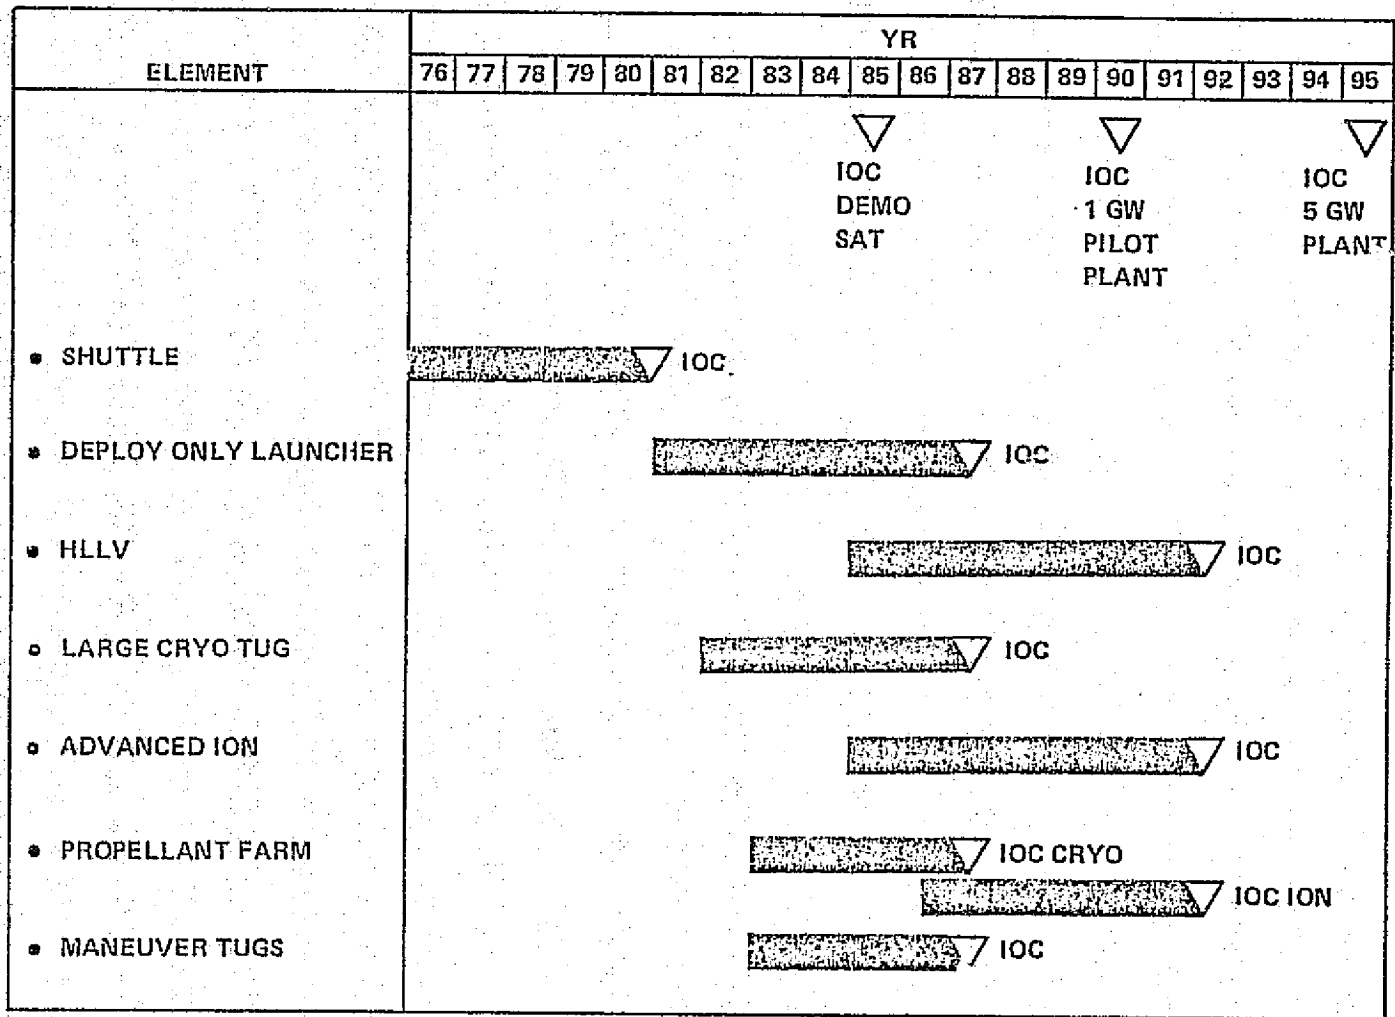 YR
ELEMENT 76 77 78 79 80 81 82 83 84 85 86 87 88 89 90 91 92 93 94 95
IOC
DEMO
SAT
IOC
1 GW
PILOT
PLANT
IOC
5 GW
PLANT
• SHUTTLE IOC
• DEPLOY ONLY LAUNCHER IOC
• HLLV IOC
• LARGE CRYO TUG IOC
• ADVANCED ION IOC
• PROPELLANT FARM IOC CRYO
IOC ION
• MANEUVER TUGS IOC